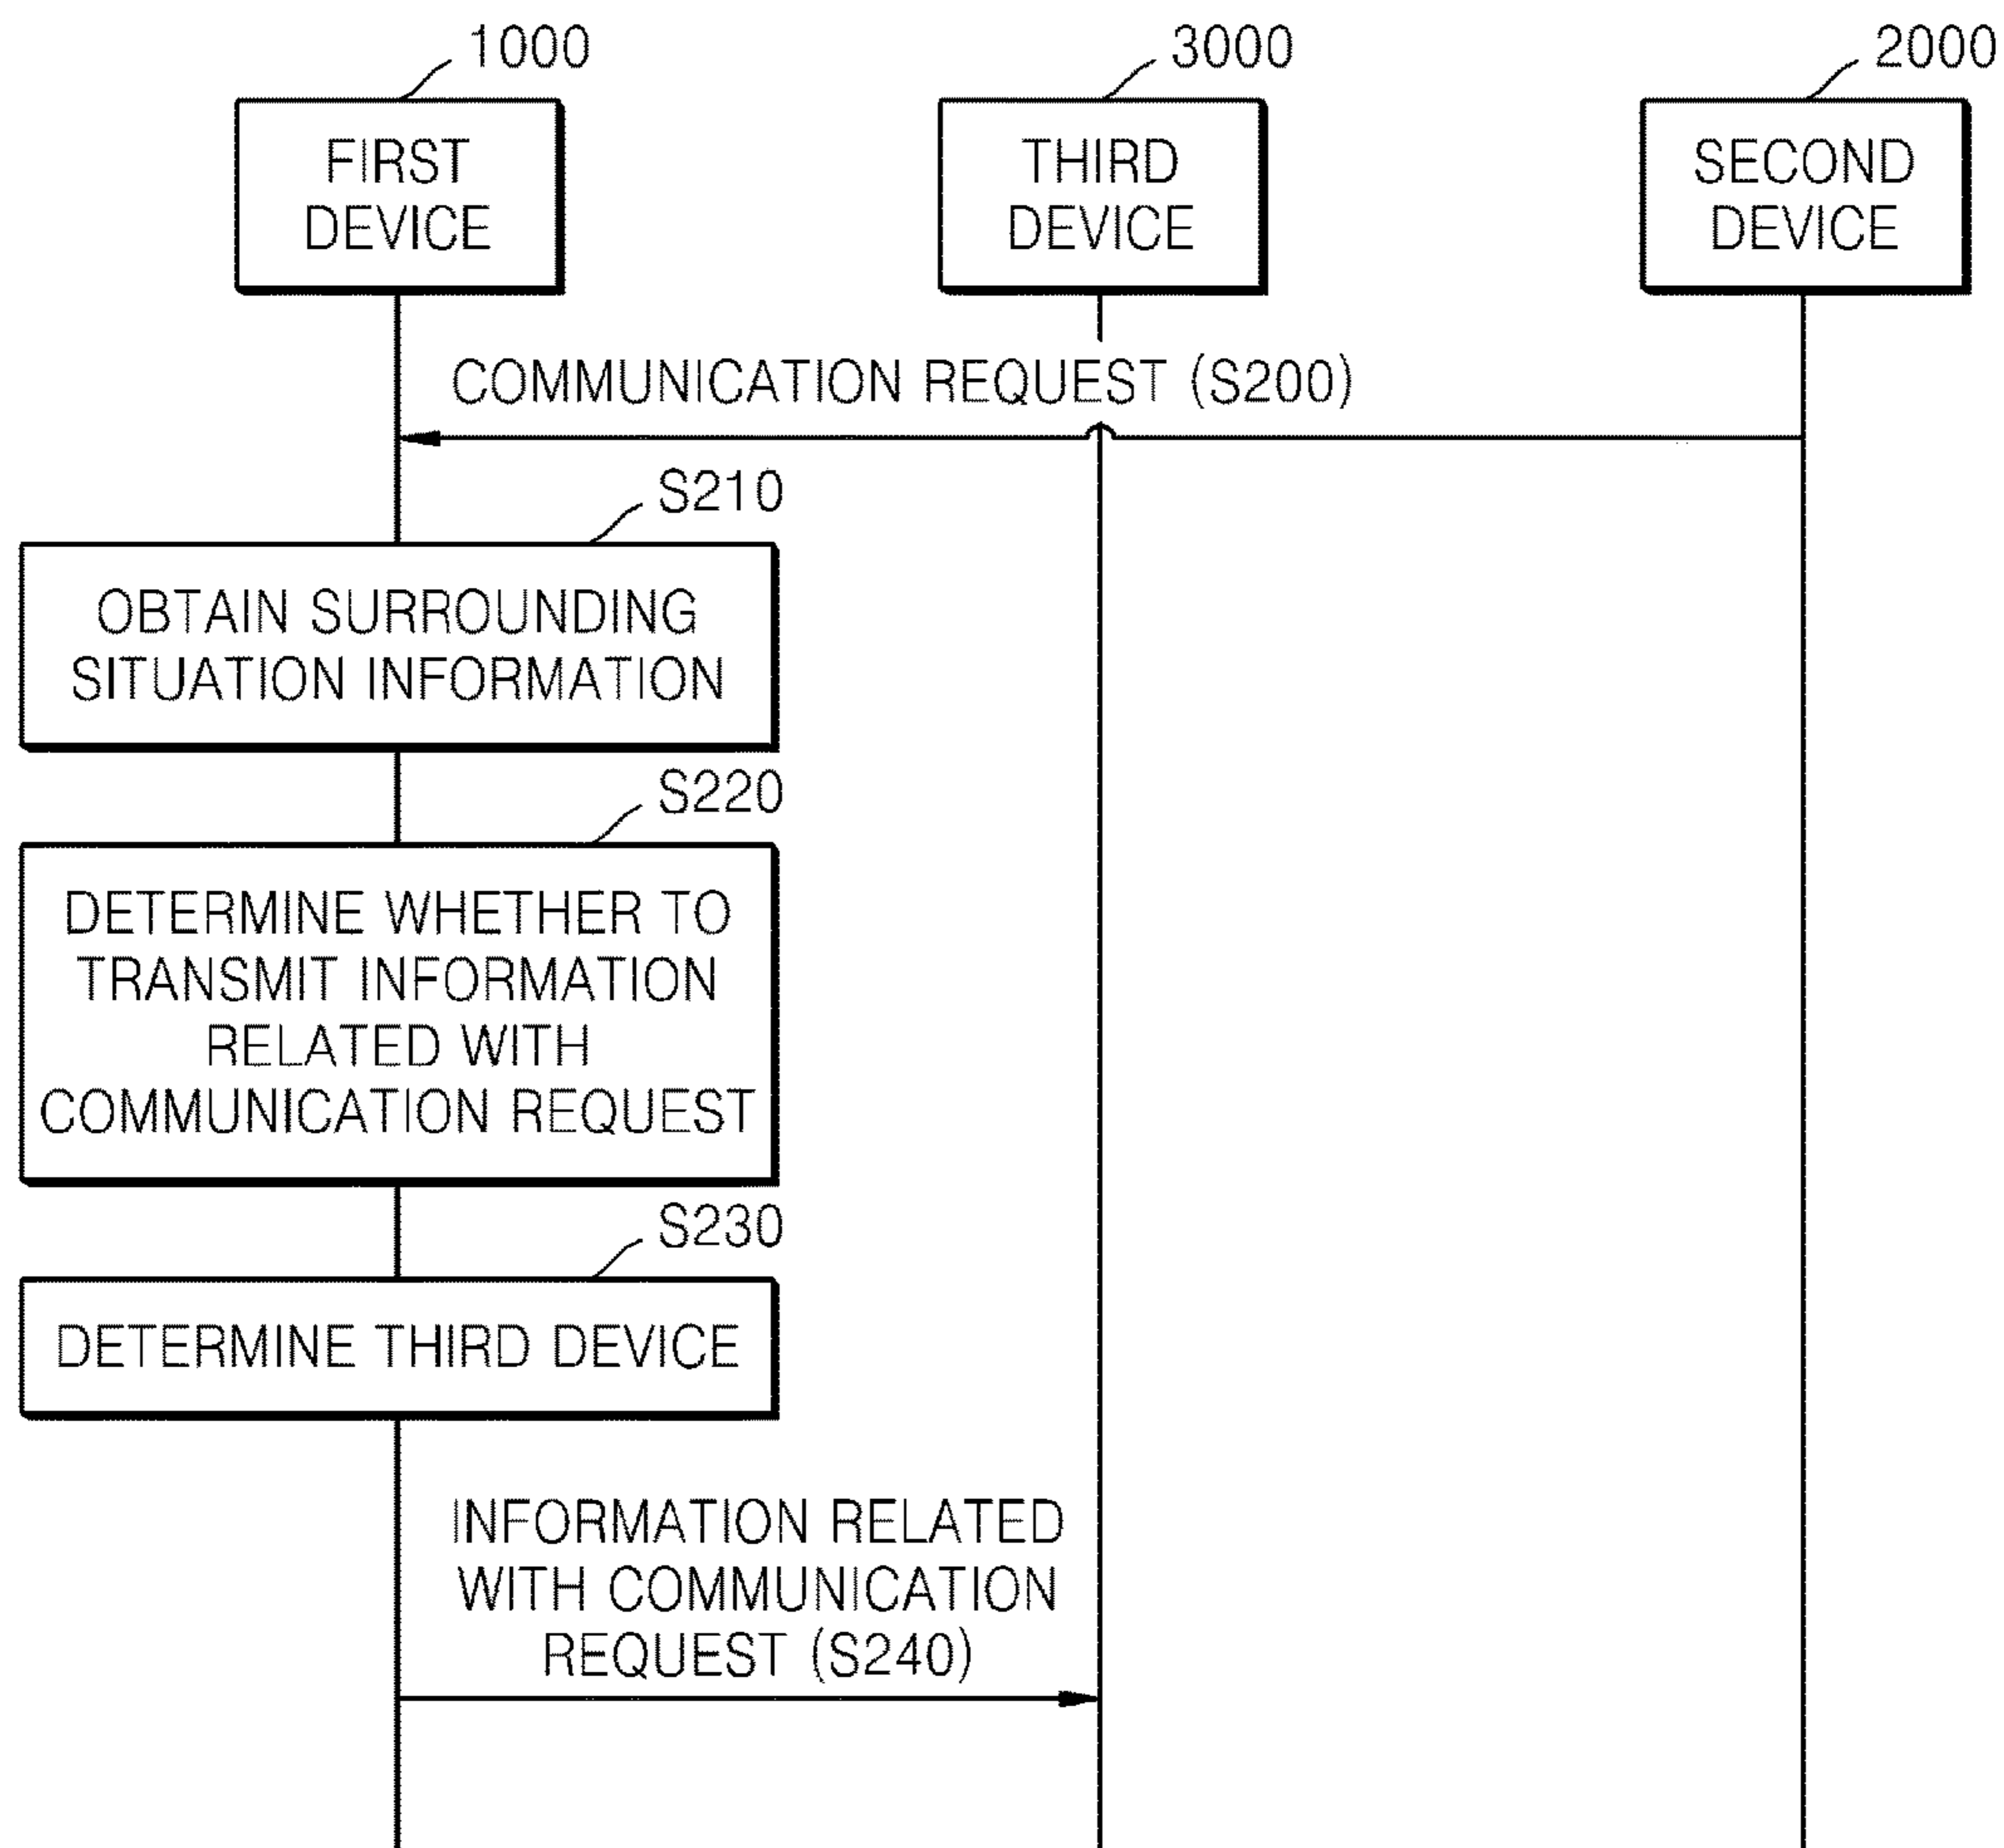 1000
3000
2000
FIRST
DEVICE
THIRD
DEVICE
SECOND
DEVICE
COMMUNICATION REQUEST (S200)
S210
OBTAIN SURROUNDING
SITUATION INFORMATION
S220
DETERMINE WHETHER TO
TRANSMIT INFORMATION
RELATED WITH
COMMUNICATION REQUEST
S230
DETERMINE THIRD DEVICE
INFORMATION RELATED
WITH COMMUNICATION
REQUEST (S240)